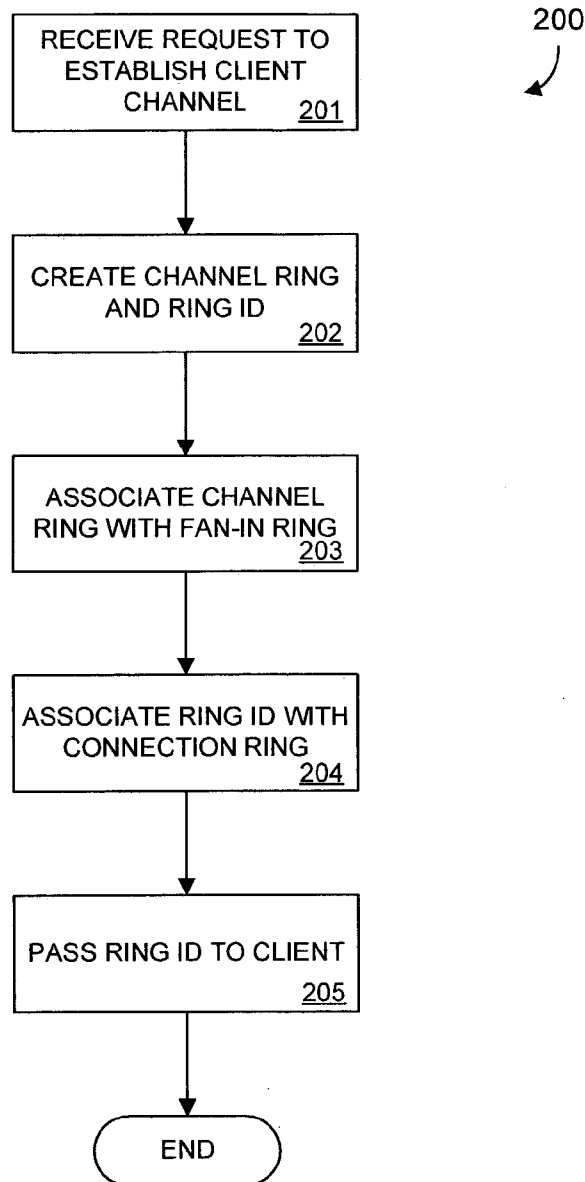 200
RECEIVE REQUEST TO
ESTABLISH CLIENT
CHANNEL
201
CREATE CHANNEL RING
AND RING ID
202
ASSOCIATE CHANNEL
RING WITH FAN-IN RING
203
ASSOCIATE RING ID WITH
CONNECTION RING
204
PASS RING ID TO CLIENT
205
END